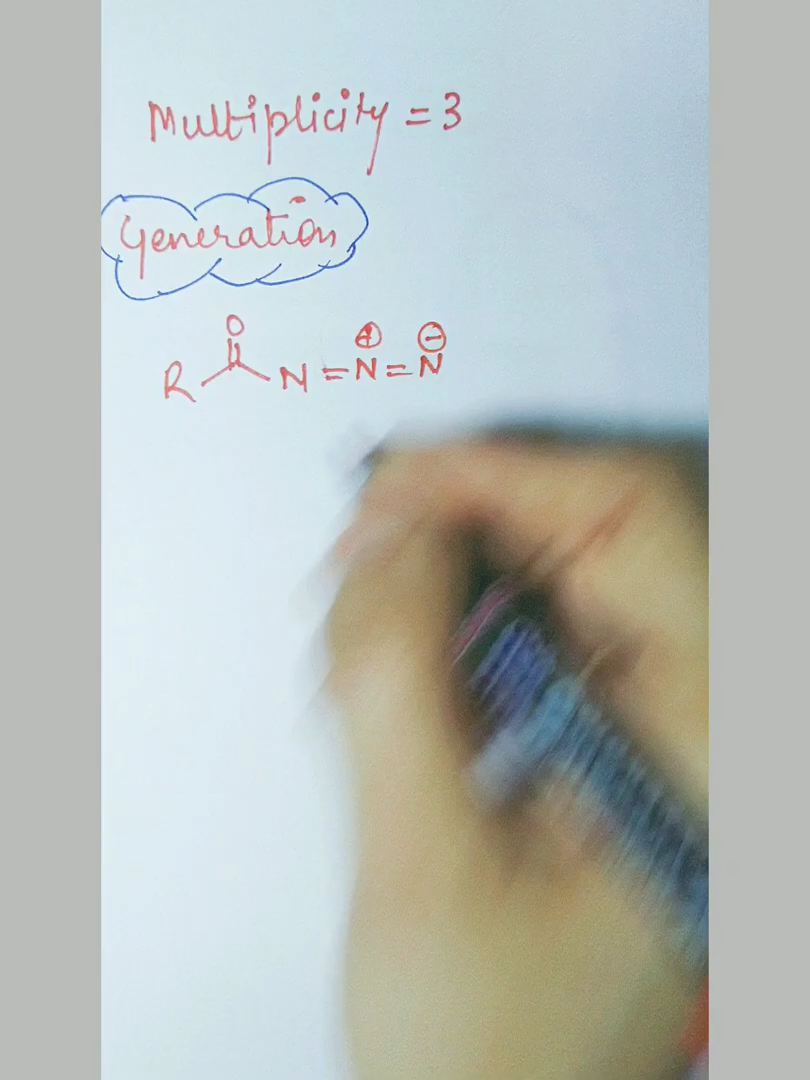 Multiplicity = 3
Generation
O
⊕ ⊖
R N = N = N